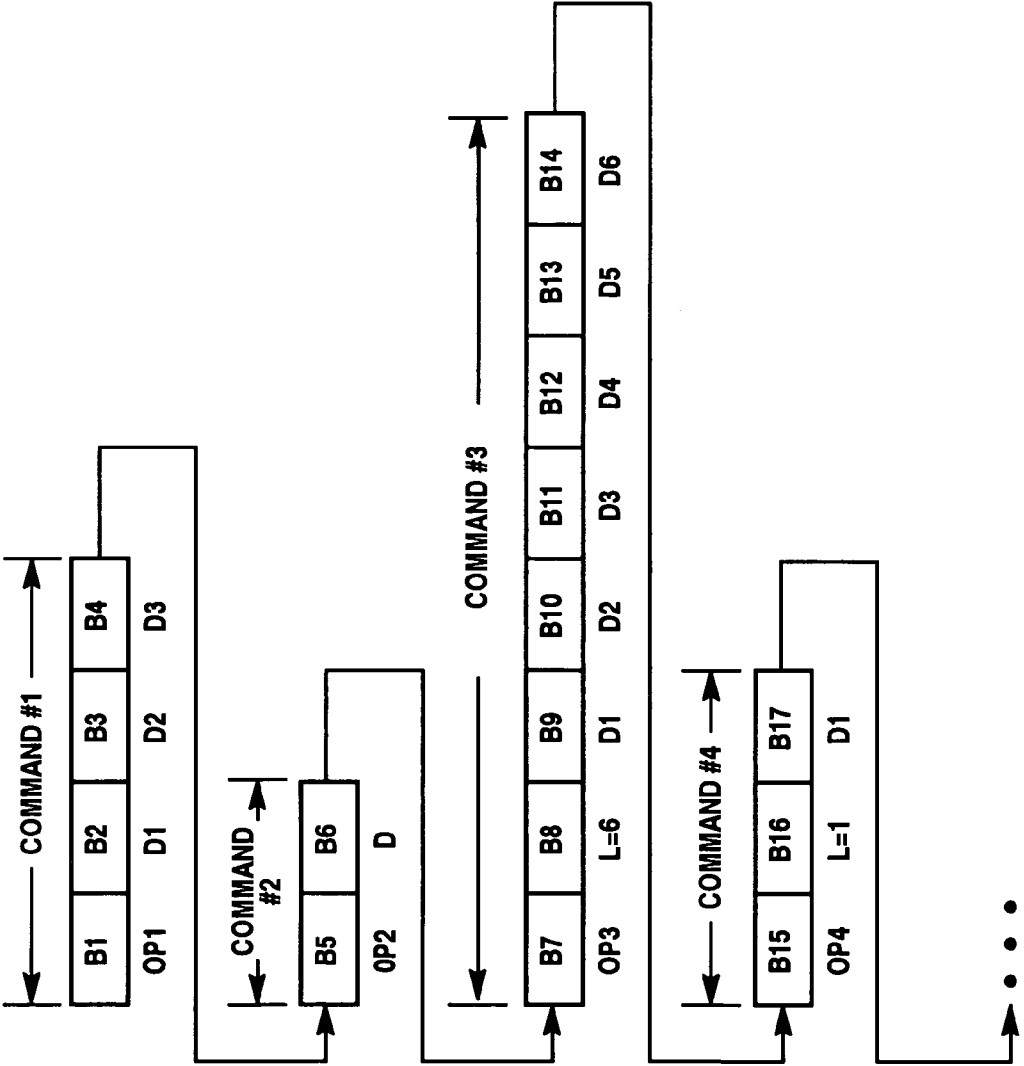 COMMAND #1
B1 B2 B3 B4
OP1 D1 D2 D3
COMMAND
#2
B5 B6
0P2 D
COMMAND #3
B7 B8 B9 B10 B11 B12 B13 B14
OP3 L=6 D1 D2 D3 D4 D5 D6
COMMAND #4
B15 B16 B17
OP4 L=1 D1